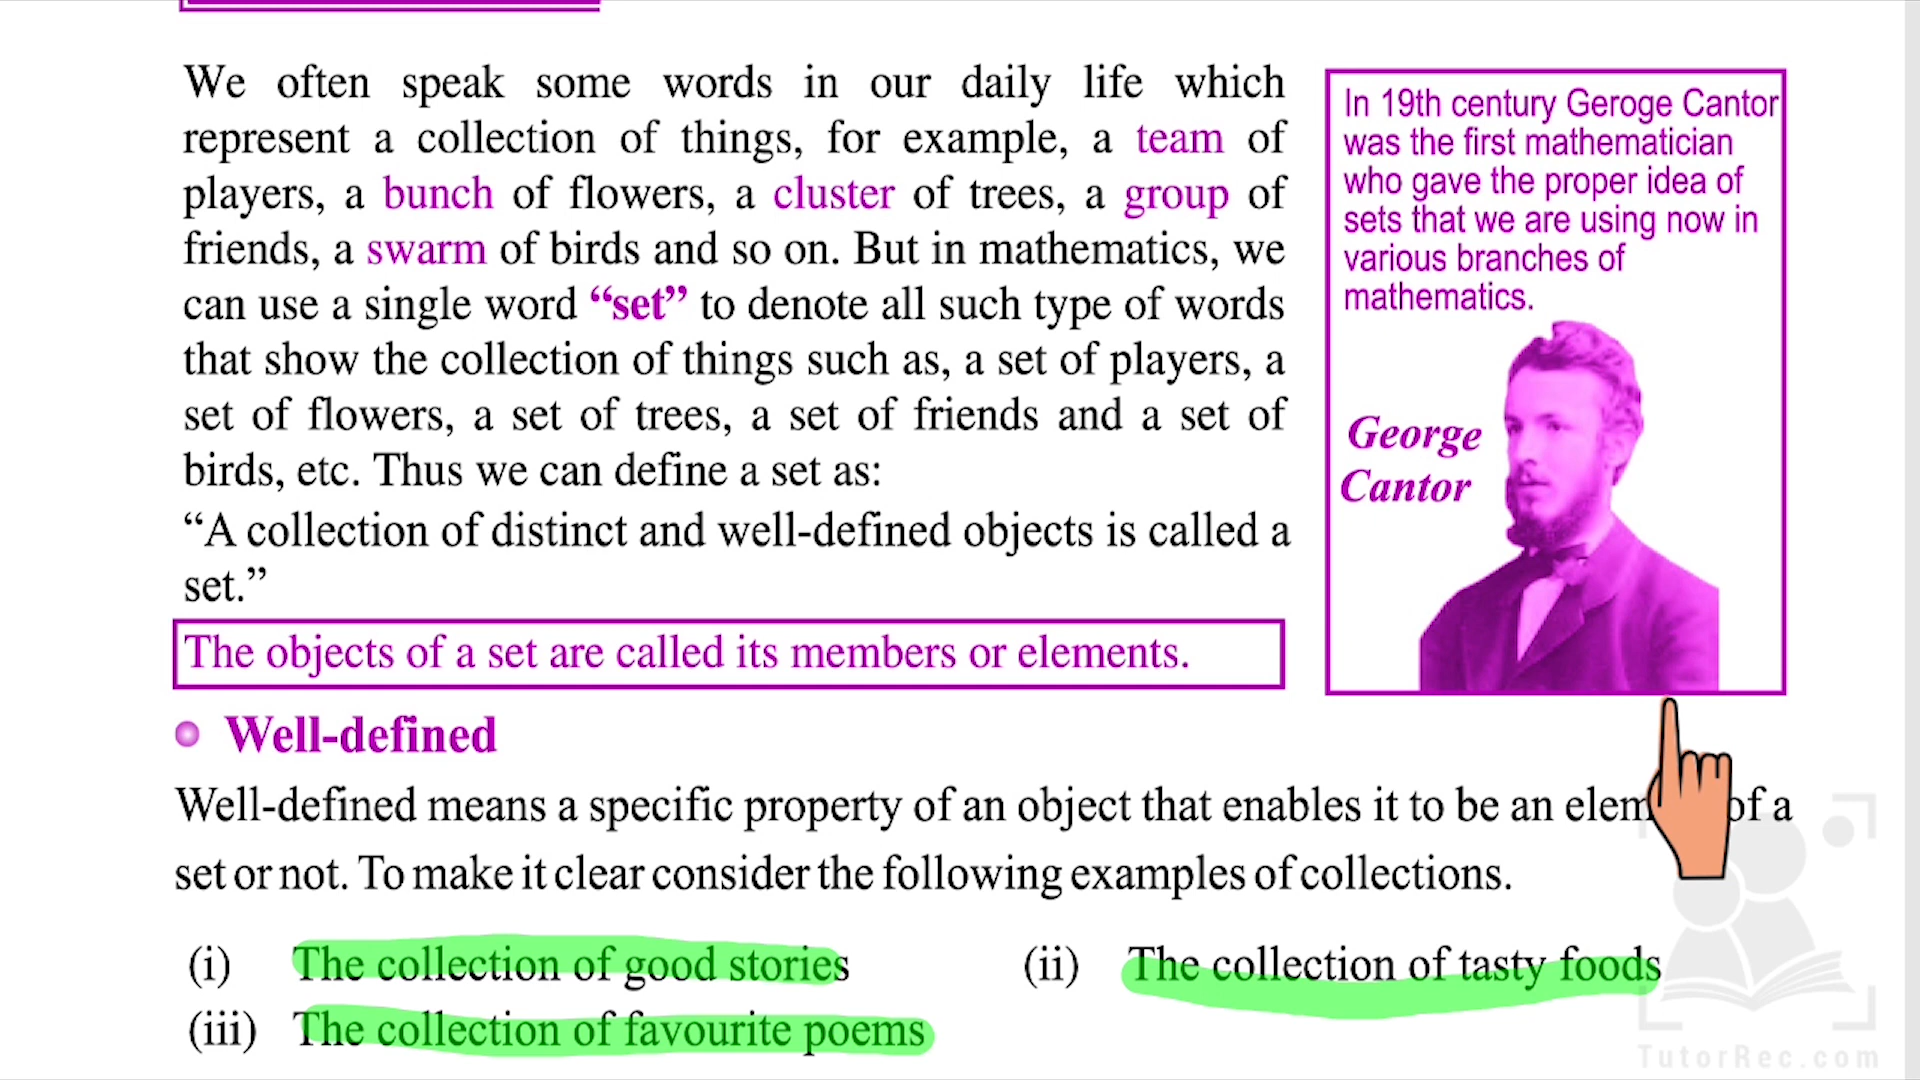 We often speak some words in our daily life which
represent a collection of things, for example, a team of
players, a bunch of flowers, a cluster of trees, a group of
friends, a swarm of birds and so on. But in mathematics, we
can use a single word “set” to denote all such type of words
that show the collection of things such as, a set of players, a
set of flowers, a set of trees, a set of friends and a set of
birds, etc. Thus we can define a set as:
“A collection of distinct and well-defined objects is called a
set.”
The objects of a set are called its members or elements.
In 19th century Geroge Cantor
was the first mathematician
who gave the proper idea of
sets that we are using now in
various branches of
mathematics.
George
Cantor
Well-defined
Well-defined means a specific property of an object that enables it to be an elem of a
set or not. To make it clear consider the following examples of collections.
(i) The collection of good stories (ii) The collection of tasty foods
(iii) The collection of favourite poems
TutorRec.com